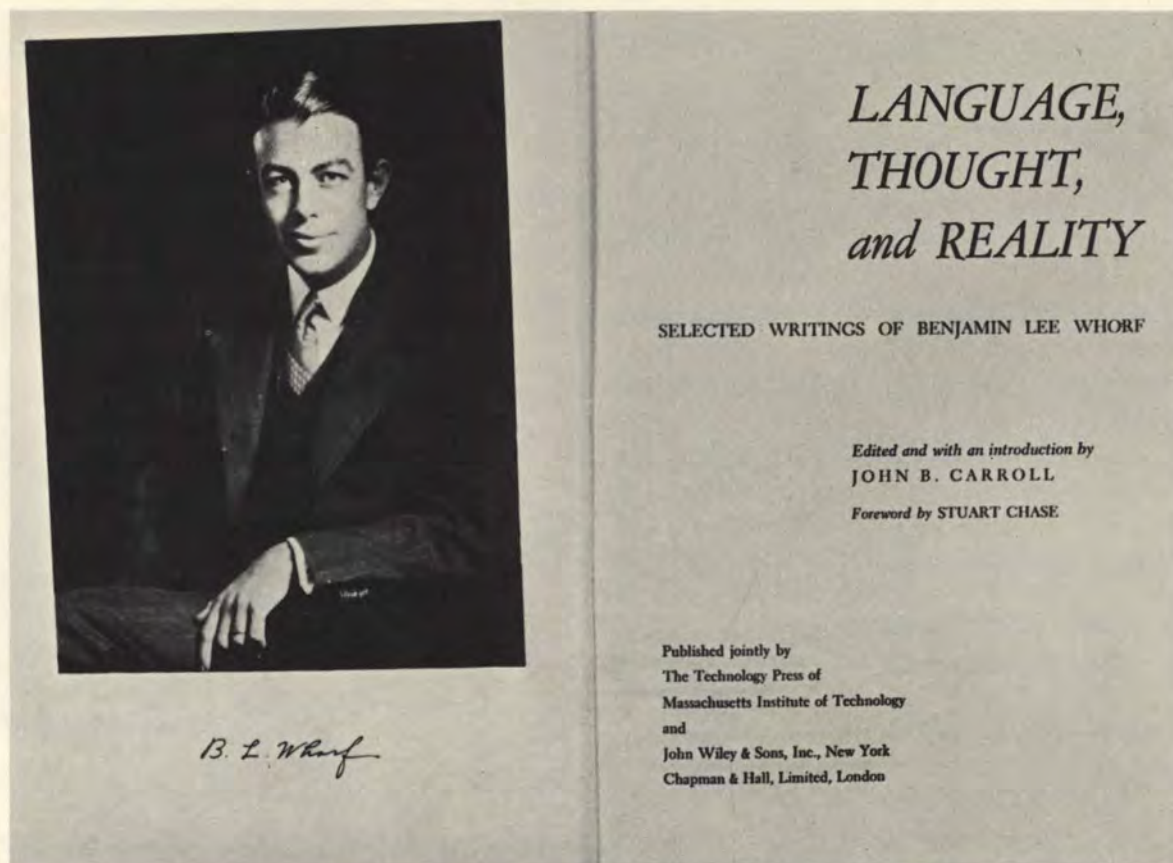 B. L. Whorf
LANGUAGE,
THOUGHT,
and REALITY
SELECTED WRITINGS OF BENJAMIN LEE WHORF
Edited and with an introduction by
JOHN B. CARROLL
Foreword by STUART CHASE
Published jointly by
The Technology Press of
Massachusetts Institute of Technology
and
John Wiley & Sons, Inc., New York
Chapman & Hall, Limited, London